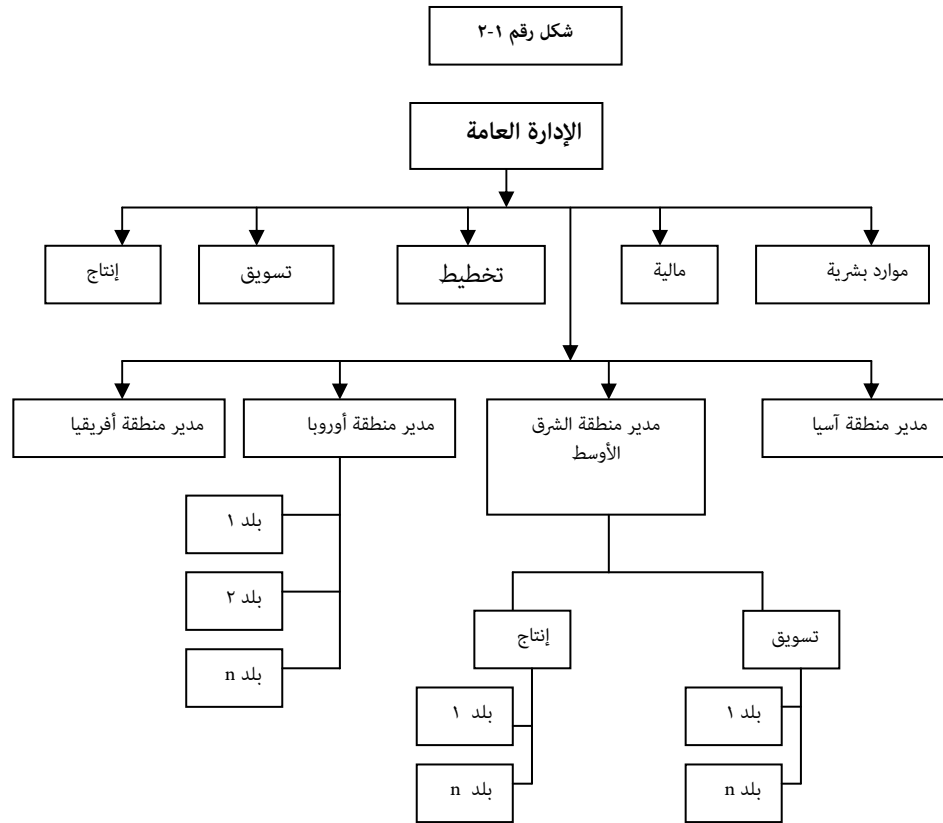 شكل رقم ١-٢
الإدارة العامة
موارد بشرية
مالية
تخطيط
تسويق
إنتاج
مدير منطقة آسيا
مدير منطقة الشرق
الأوسط
مدير منطقة أوروبا
مدير منطقة أفريقيا
بلد ١
بلد ٢
بلد n
تسويق
إنتاج
بلد ١
بلد ١
بلد n
بلد n